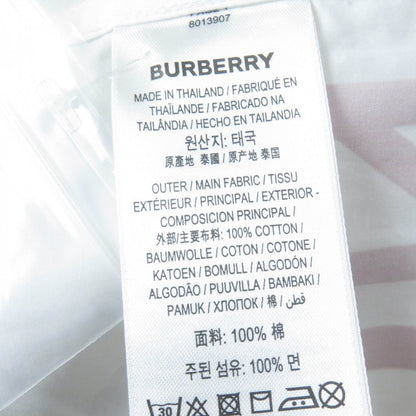 8013907
BURBERRY
MADE IN THAILAND / FABRIQUÉ EN
THAÏLANDE / FABRICADO NA
TAILÂNDIA / HECHO EN TAILANDIA
원산지: 태국
原產地 泰國 / 原产地 泰国
OUTER / MAIN FABRIC / TISSU
EXTÉRIEUR / PRINCIPAL / EXTERIOR -
COMPOSICIÓN PRINCIPAL /
外部/主要布料: 100% COTTON /
BAUMWOLLE / COTON / COTONE /
KATOEN / BOMULL / ALGODÓN /
ALGODÃO / PUUVILLA / BAMBAKI /
PAMUK / ХЛОПОК / 棉 / قطن
面料: 100% 棉
주된 섬유: 100% 면
30